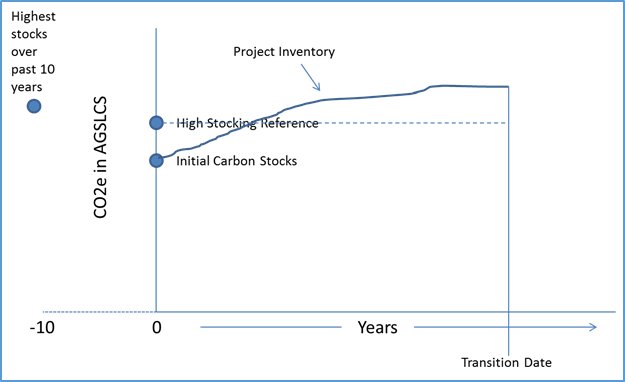 Highest
stocks
over
past 10
years
Project Inventory
CO2e in AGSLCS
High Stocking Reference
Initial Carbon Stocks
-10
0
Years
Transition Date